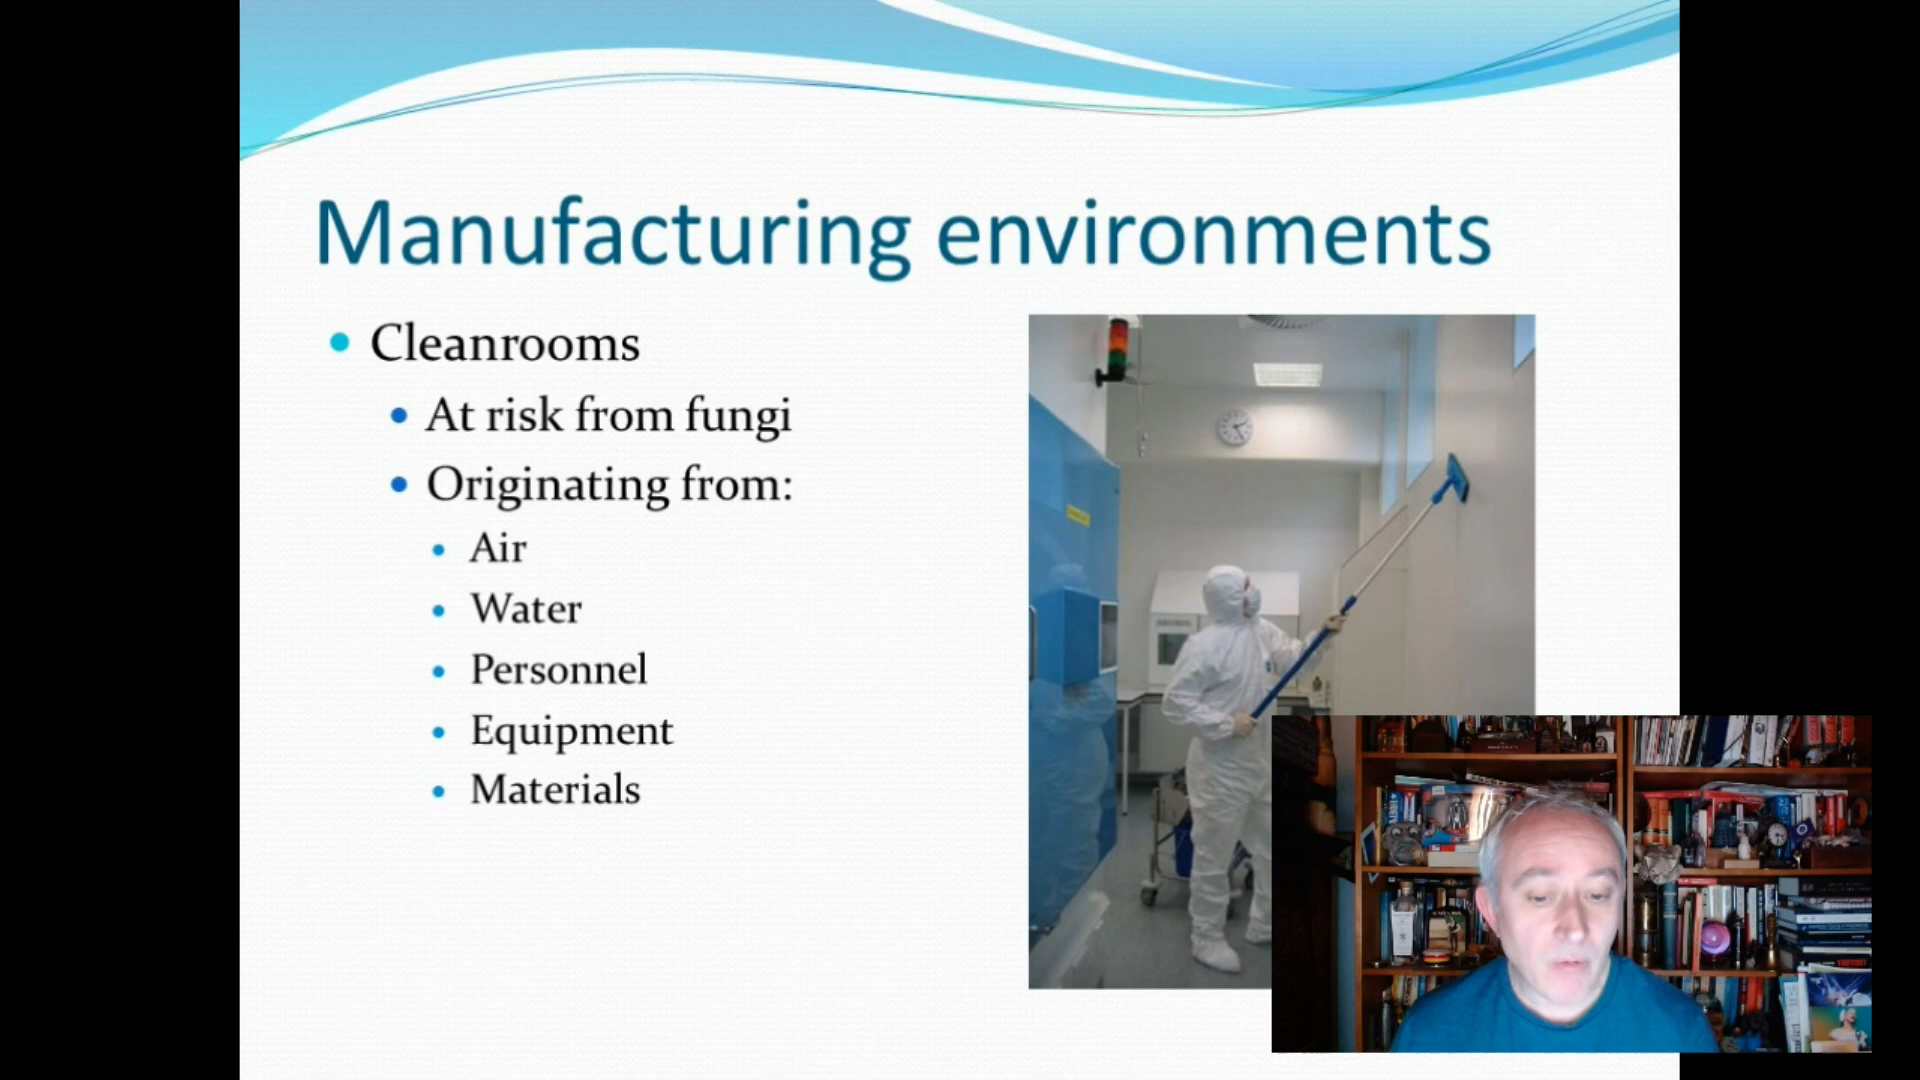 Manufacturing environments
Cleanrooms
At risk from fungi
Originating from:
Air
Water
Personnel
Equipment
Materials